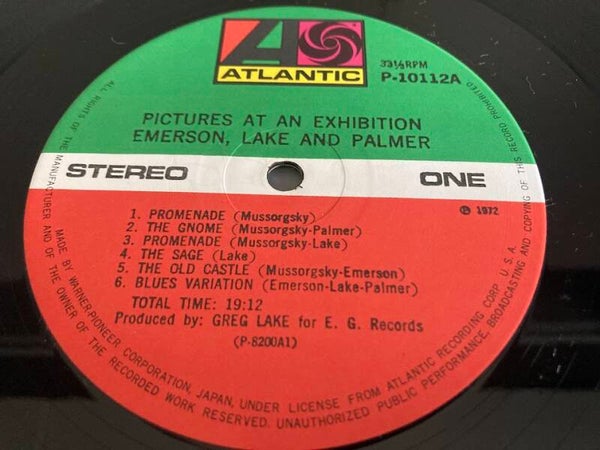 ATLANTIC
33⅓RPM
P-10112A
PICTURES AT AN EXHIBITION
EMERSON, LAKE AND PALMER
STEREO
ONE
℗ 1972
1. PROMENADE (Mussorgsky)
2. THE GNOME (Mussorgsky-Palmer)
3. PROMENADE (Mussorgsky-Lake)
4. THE SAGE (Lake)
5. THE OLD CASTLE (Mussorgsky-Emerson)
6. BLUES VARIATION (Emerson-Lake-Palmer)
TOTAL TIME: 19:12
Produced by: GREG LAKE for E. G. Records
(P-8200A1)
MADE BY WARNER-PIONEER CORPORATION, JAPAN, UNDER LICENSE FROM ATLANTIC RECORDING CORP. U.S.A.
ALL RIGHTS OF THE MANUFACTURER AND OF THE OWNER OF THE RECORDED WORK RESERVED. UNAUTHORIZED PUBLIC PERFORMANCE, BROADCASTING AND COPYING OF THIS RECORD PROHIBITED